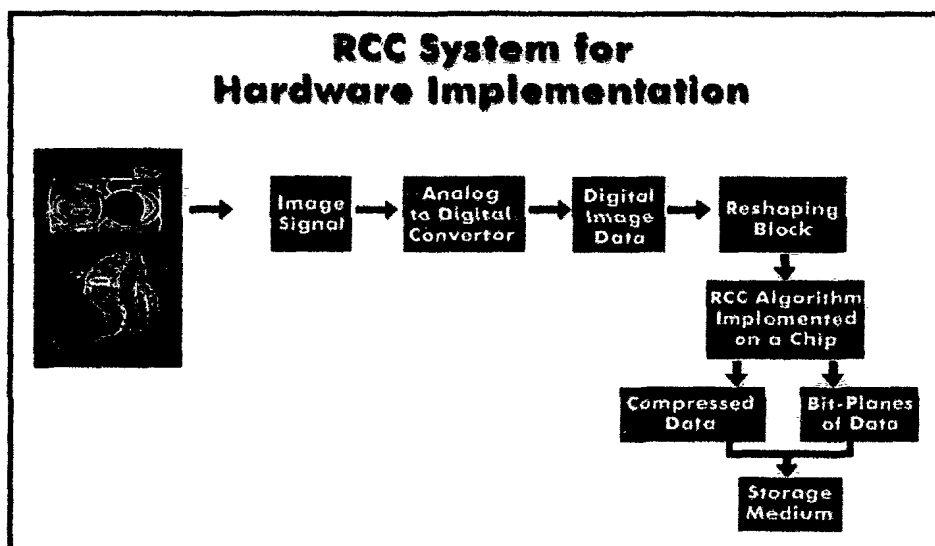 RCC System for
Hardware Implementation
Image
Signal
Analog
to Digital
Convertor
Digital
Image
Data
Reshaping
Block
RCC Algorithm
Implemented
on a Chip
Compressed
Data
Bit-Planes
of Data
Storage
Medium